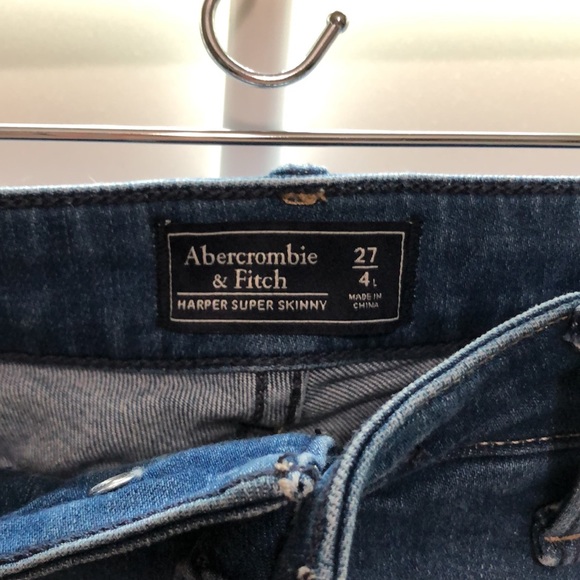 Abercrombie
& Fitch
HARPER SUPER SKINNY
27
4L
MADE IN
CHINA